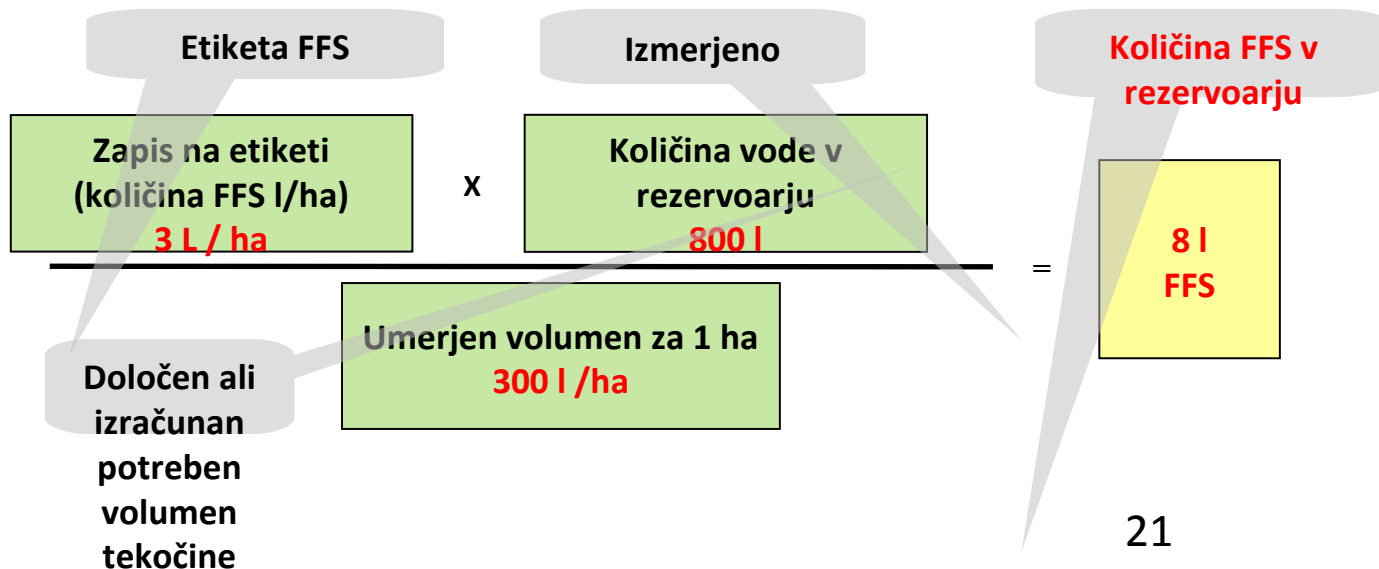 Etiketa FFS
Izmerjeno
Količina FFS v
rezervoarju
Zapis na etiketi
(količina FFS l/ha)
3 L / ha
x
Količina vode v
rezervoarju
800 l
=
8 l
FFS
Umerjen volumen za 1 ha
300 l /ha
Določen ali
izračunan
potreben
volumen
tekočine
21